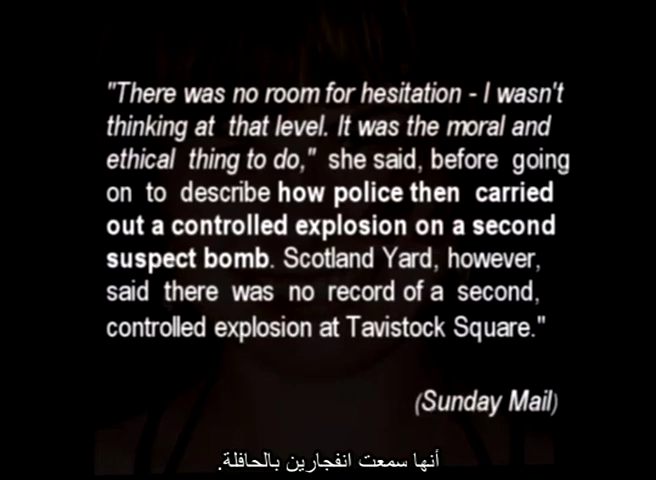 "There was no room for hesitation - I wasn't
thinking at that level. It was the moral and
ethical thing to do," she said, before going
on to describe how police then carried
out a controlled explosion on a second
suspect bomb. Scotland Yard, however,
said there was no record of a second,
controlled explosion at Tavistock Square."
(Sunday Mail)
أنها سمعت انفجارين بالحافلة.